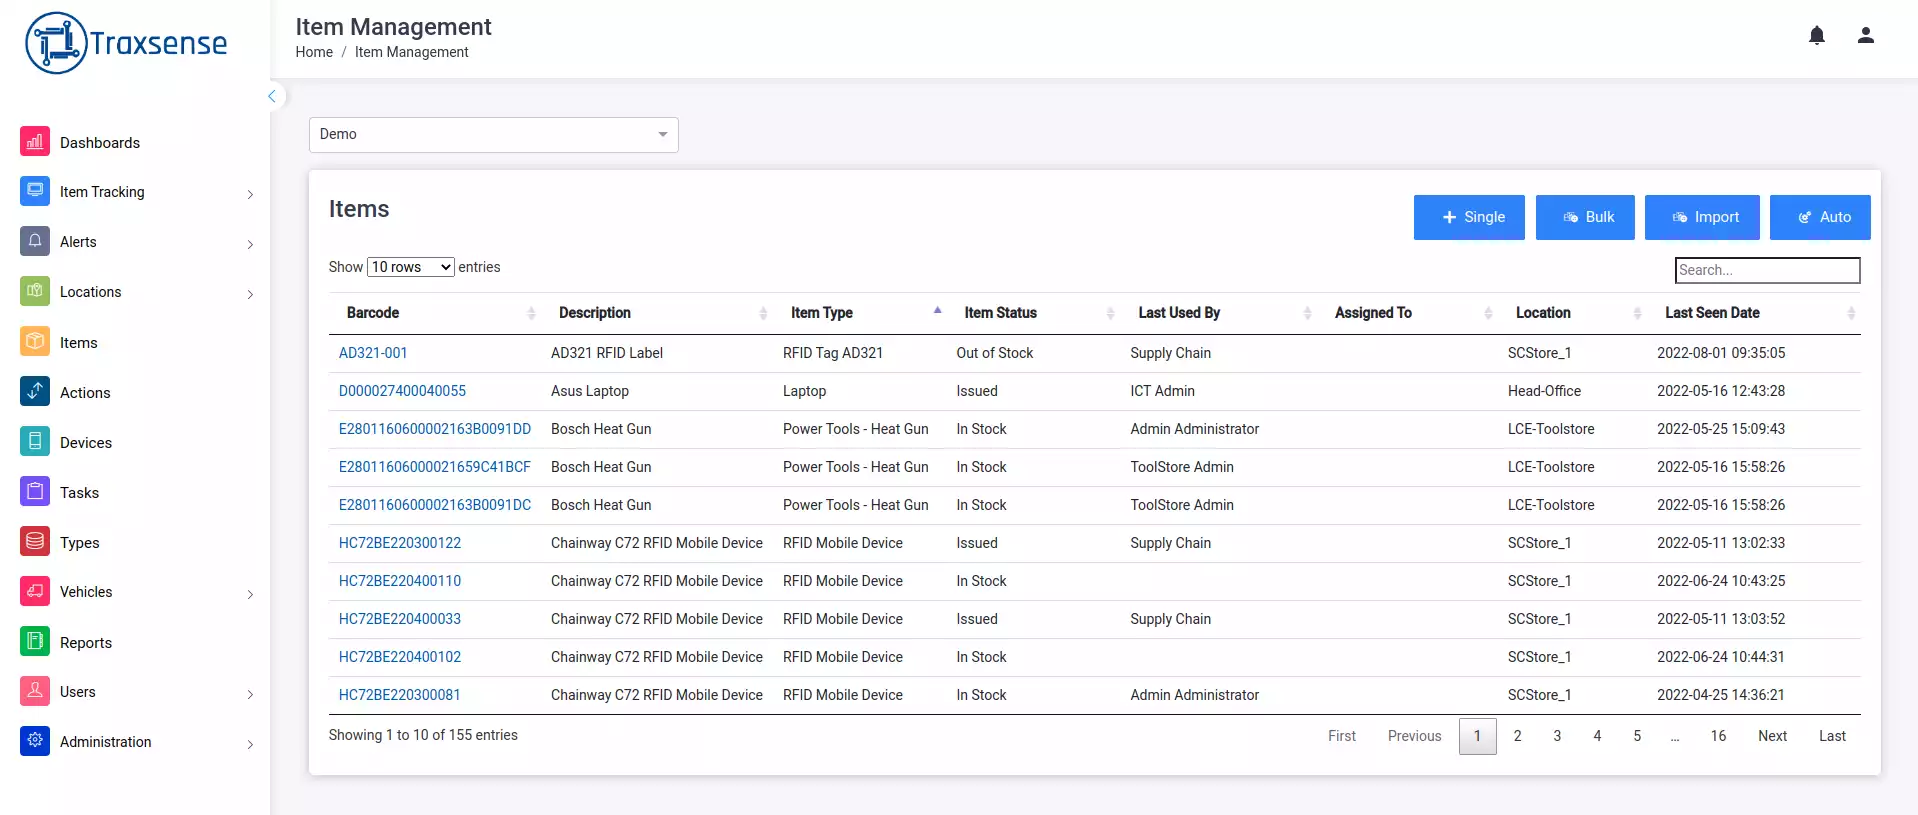 Traxsense
Item Management
Home / Item Management
Demo
Dashboards
Item Tracking
Alerts
Locations
Items
Actions
Devices
Tasks
Types
Vehicles
Reports
Users
Administration
Items
Single Bulk Import Auto
Show 10 rows entries
Search...
Barcode Description Item Type Item Status Last Used By Assigned To Location Last Seen Date
AD321-001 AD321 RFID Label RFID Tag AD321 Out of Stock Supply Chain SCStore_1 2022-08-01 09:35:05
D000027400040055 Asus Laptop Laptop Issued ICT Admin Head-Office 2022-05-16 12:43:28
E2801160600002163B0091DD Bosch Heat Gun Power Tools - Heat Gun In Stock Admin Administrator LCE-Toolstore 2022-05-25 15:09:43
E28011606000021659C41BCF Bosch Heat Gun Power Tools - Heat Gun In Stock ToolStore Admin LCE-Toolstore 2022-05-16 15:58:26
E2801160600002163B0091DC Bosch Heat Gun Power Tools - Heat Gun In Stock ToolStore Admin LCE-Toolstore 2022-05-16 15:58:26
HC72BE220300122 Chainway C72 RFID Mobile Device RFID Mobile Device Issued Supply Chain SCStore_1 2022-05-11 13:02:33
HC72BE220400110 Chainway C72 RFID Mobile Device RFID Mobile Device In Stock SCStore_1 2022-06-24 10:43:25
HC72BE220400033 Chainway C72 RFID Mobile Device RFID Mobile Device Issued Supply Chain SCStore_1 2022-05-11 13:03:52
HC72BE220400102 Chainway C72 RFID Mobile Device RFID Mobile Device In Stock SCStore_1 2022-06-24 10:44:31
HC72BE220300081 Chainway C72 RFID Mobile Device RFID Mobile Device In Stock Admin Administrator SCStore_1 2022-04-25 14:36:21
Showing 1 to 10 of 155 entries
First Previous 1 2 3 4 5 ... 16 Next Last